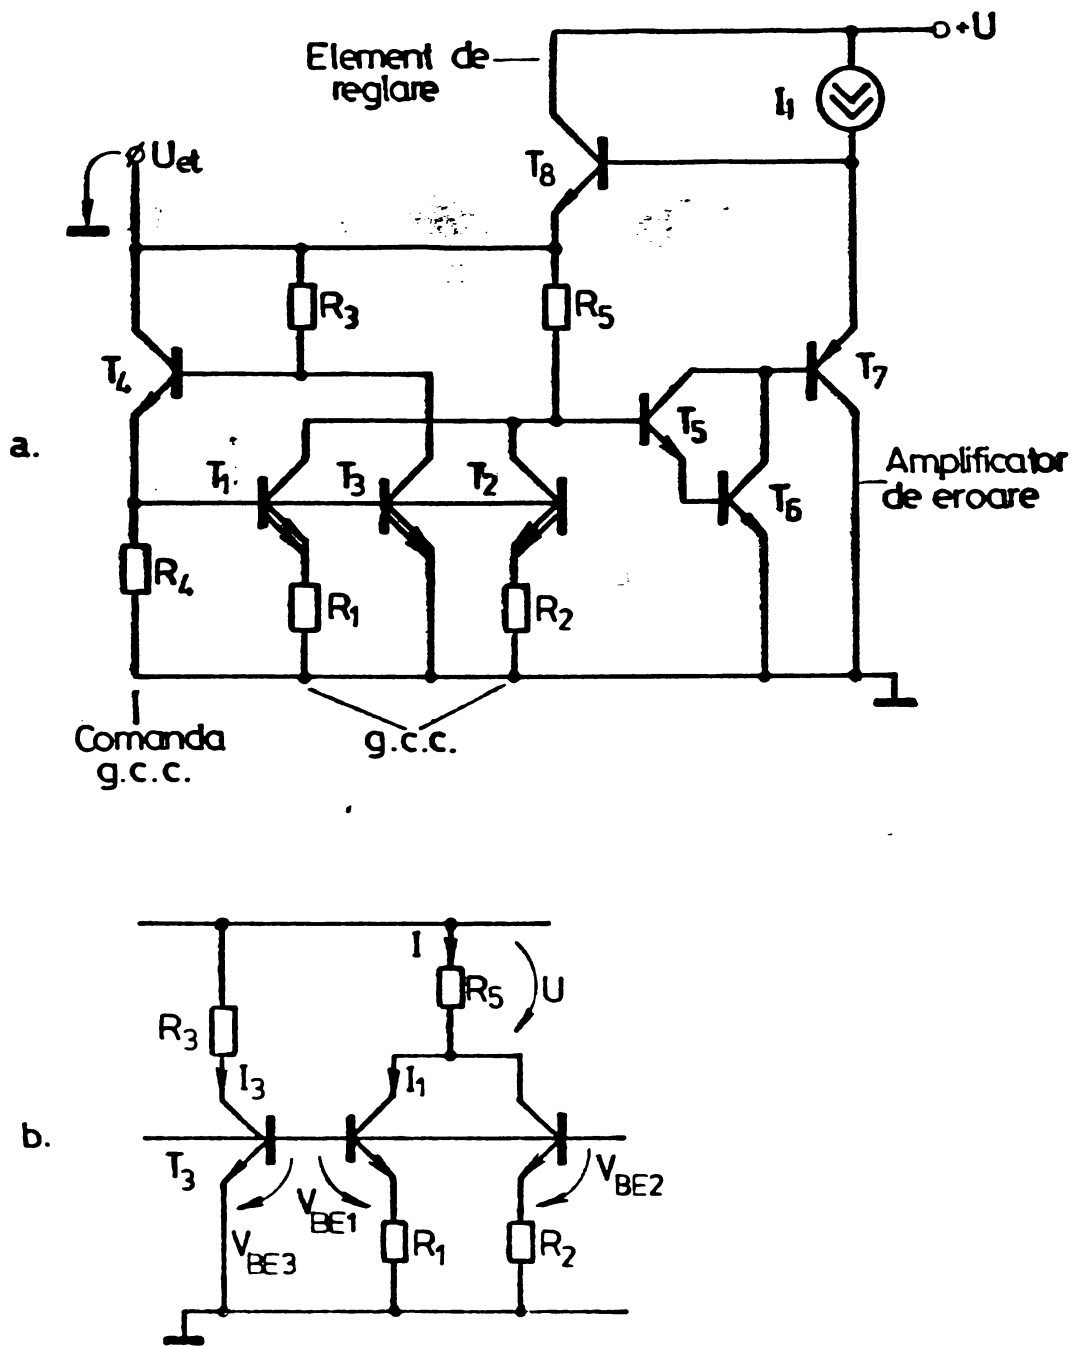 Element de
reglare
+U
I1
Uet
T8
R3
R5
T4
T7
a.
T5
T1
T3
T2
Amplificator
de eroare
T6
R4
R1
R2
Comanda
g.c.c.
g.c.c.
I
R5
U
R3
I3
I1
b.
T3
VBE1
VBE2
VBE3
R1
R2